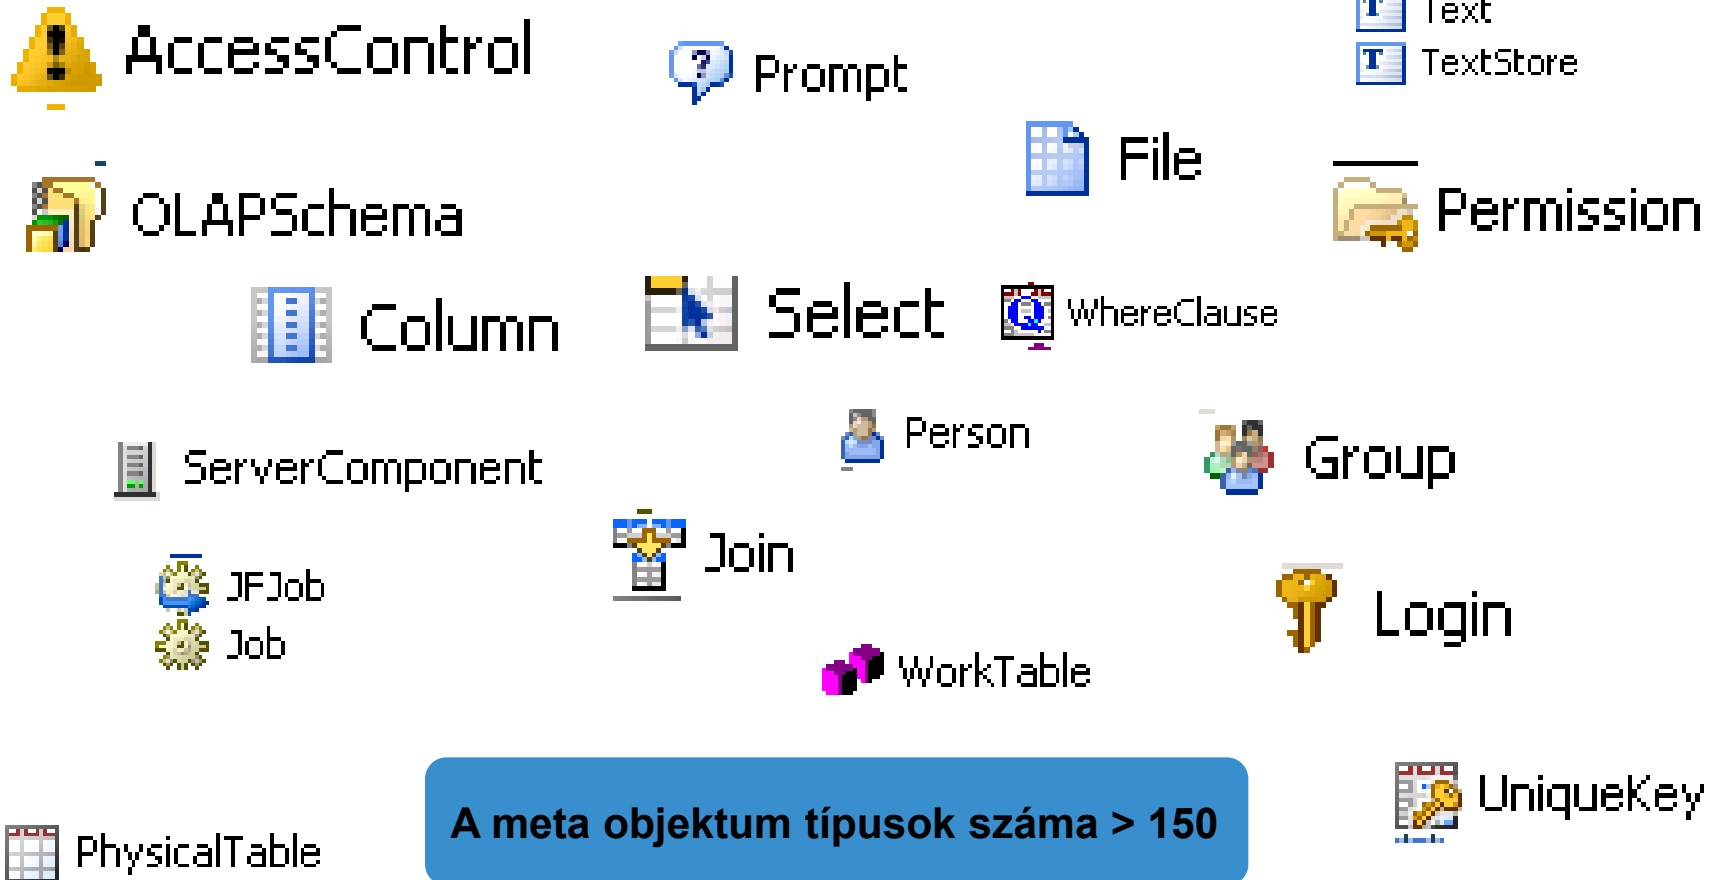 Text
TextStore
AccessControl
Prompt
File
OLAPSchema
Permission
Column
Select
WhereClause
Person
ServerComponent
Group
Join
JFJob
Job
Login
WorkTable
UniqueKey
A meta objektum típusok száma > 150
PhysicalTable